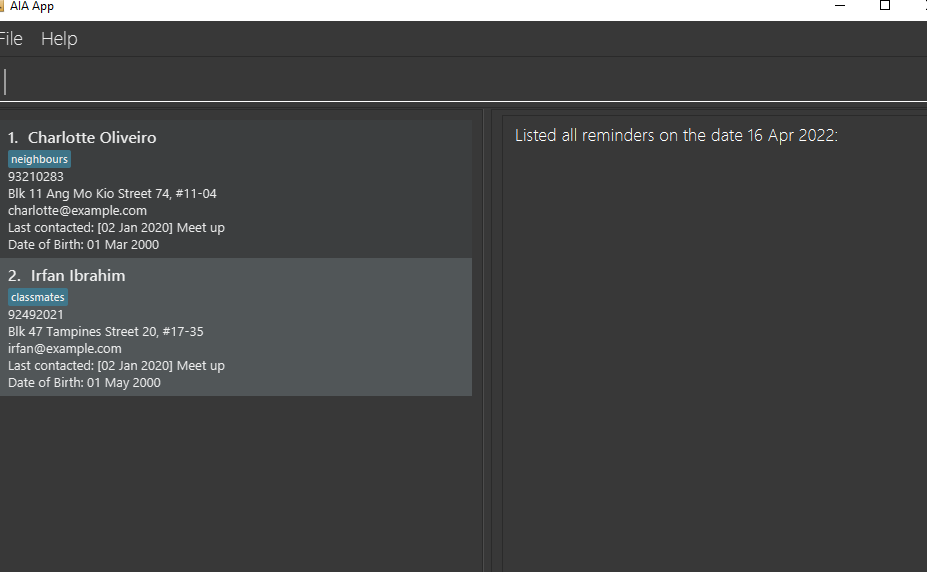 AIA App
File Help
1. Charlotte Oliveiro
neighbours
93210283
Blk 11 Ang Mo Kio Street 74, #11-04
charlotte@example.com
Last contacted: [02 Jan 2020] Meet up
Date of Birth: 01 Mar 2000
2. Irfan Ibrahim
classmates
92492021
Blk 47 Tampines Street 20, #17-35
irfan@example.com
Last contacted: [02 Jan 2020] Meet up
Date of Birth: 01 May 2000
Listed all reminders on the date 16 Apr 2022: